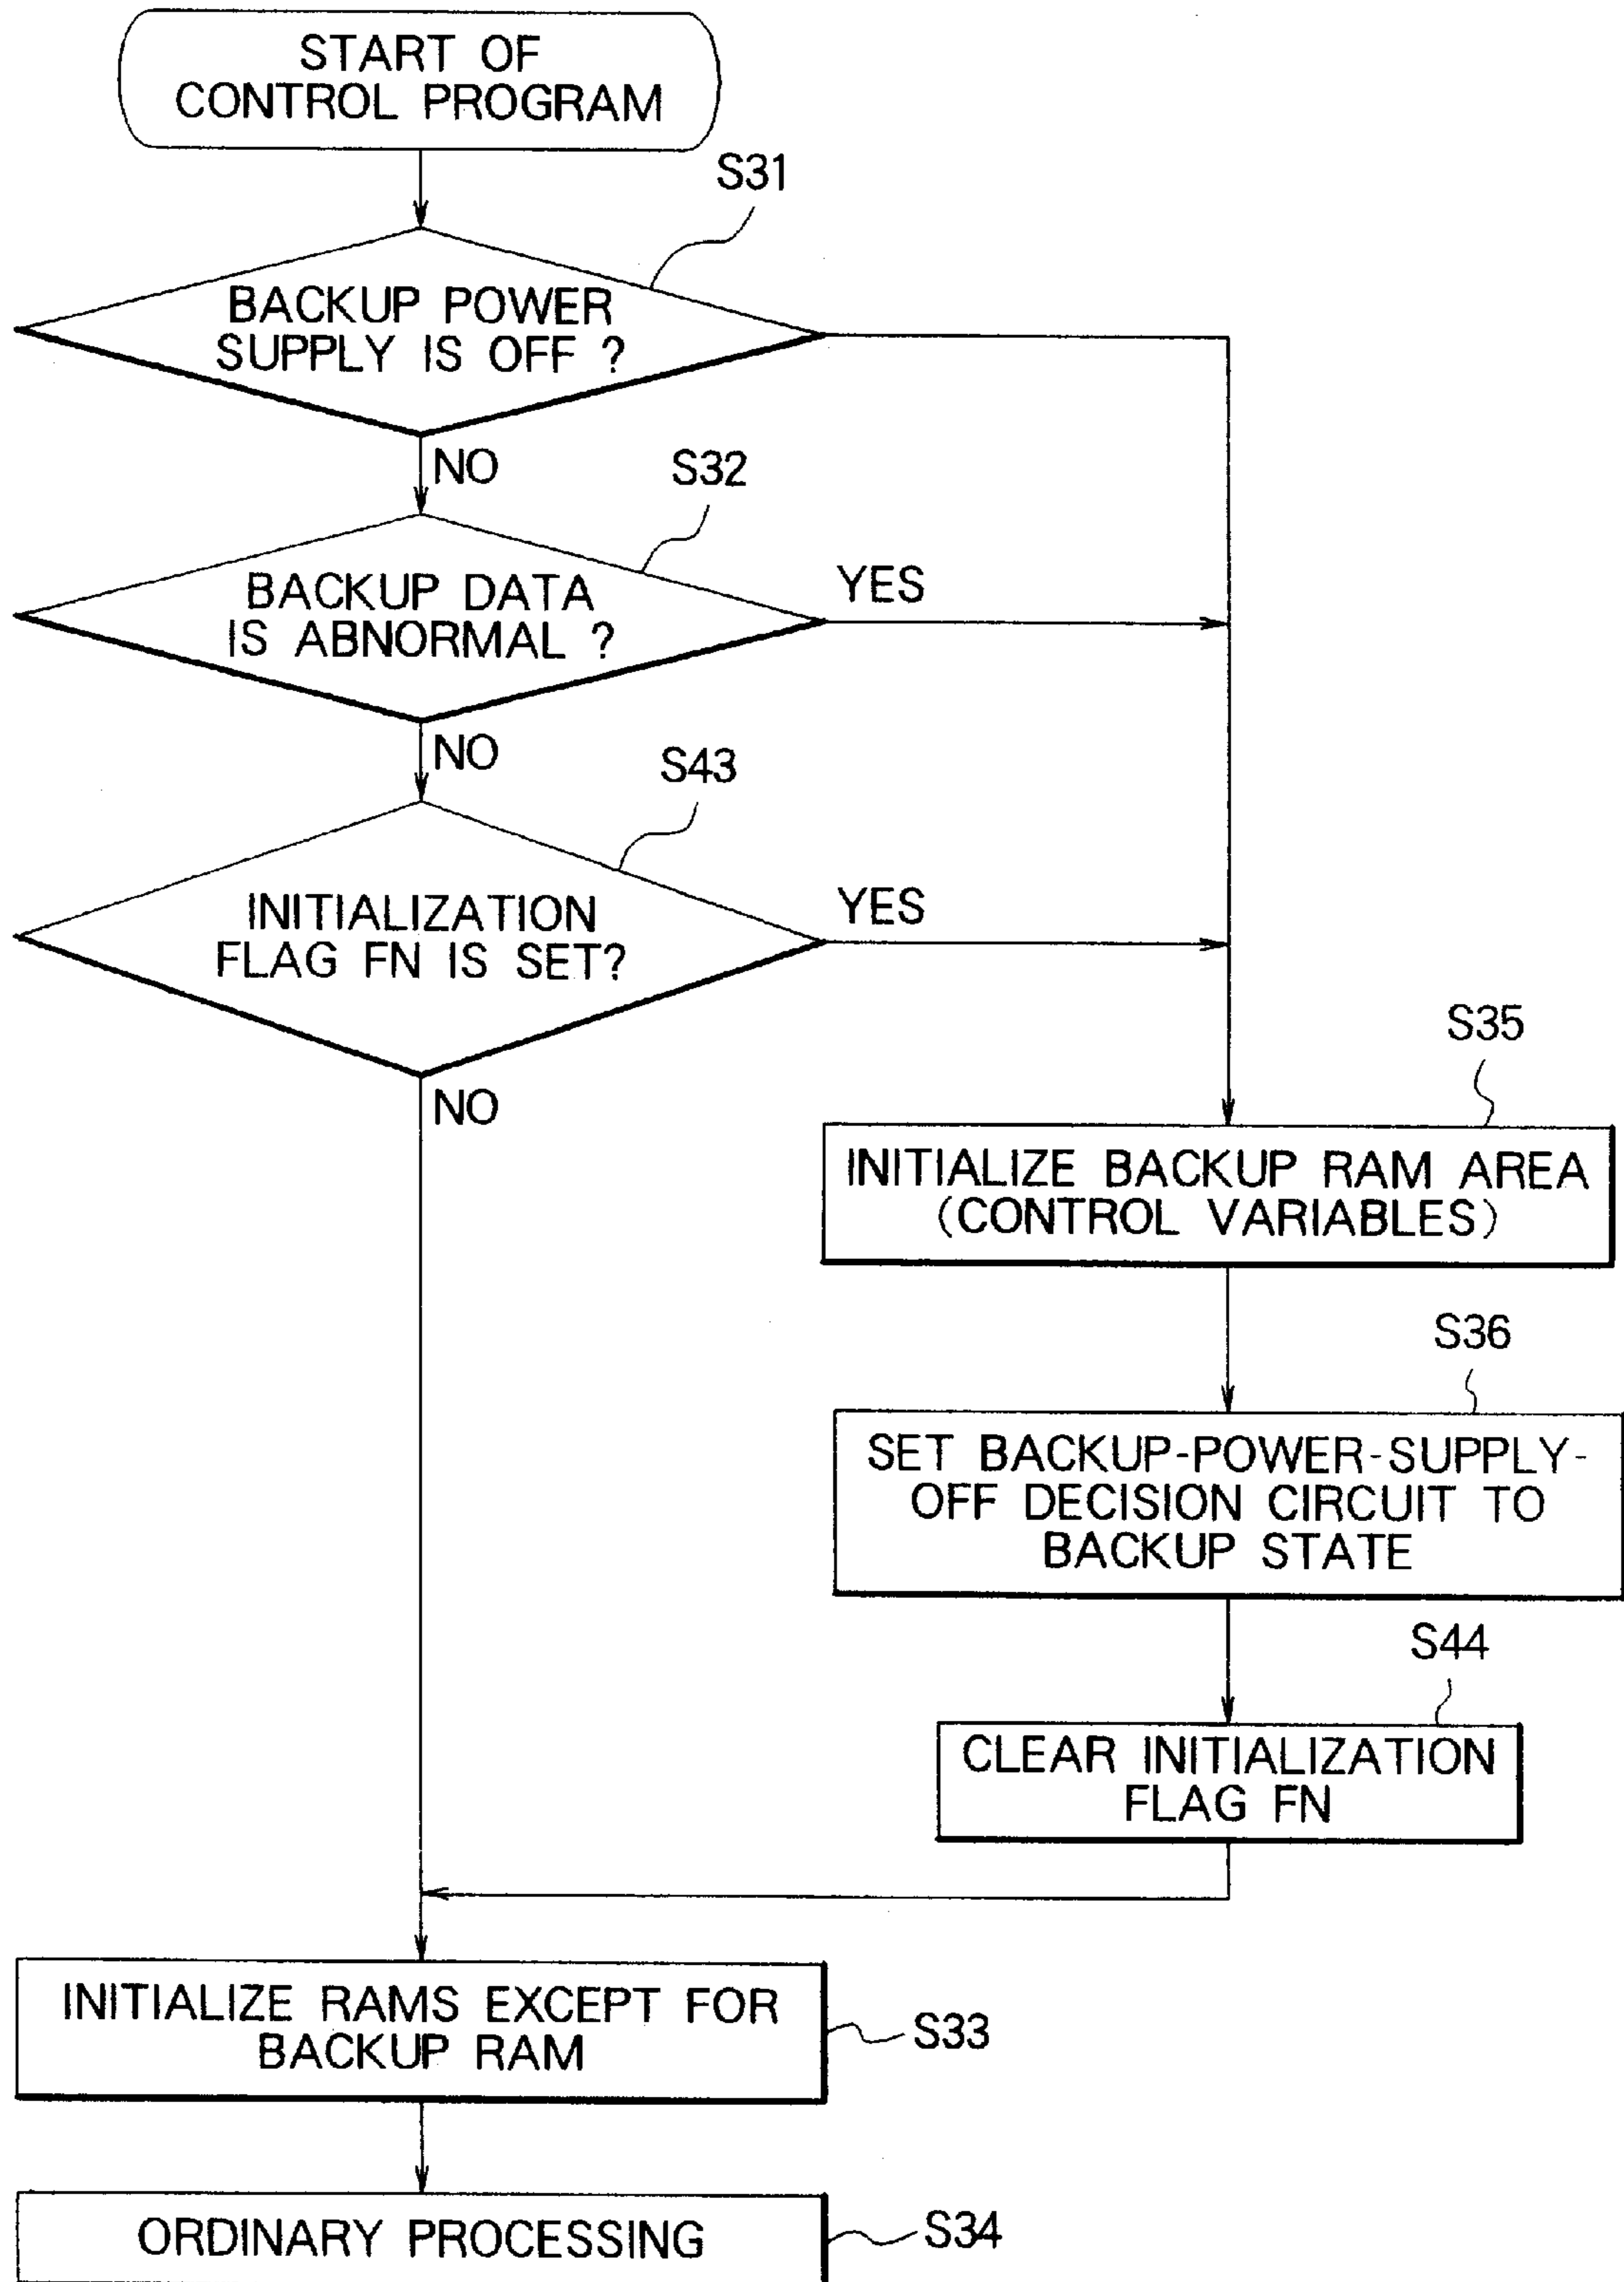 START OF
CONTROL PROGRAM
S31
BACKUP POWER
SUPPLY IS OFF ?
NO
S32
BACKUP DATA
IS ABNORMAL ?
YES
NO
S43
INITIALIZATION
FLAG FN IS SET?
YES
NO
S35
INITIALIZE BACKUP RAM AREA
(CONTROL VARIABLES)
S36
SET BACKUP-POWER-SUPPLY-
OFF DECISION CIRCUIT TO
BACKUP STATE
S44
CLEAR INITIALIZATION
FLAG FN
INITIALIZE RAMS EXCEPT FOR
BACKUP RAM
S33
ORDINARY PROCESSING
S34